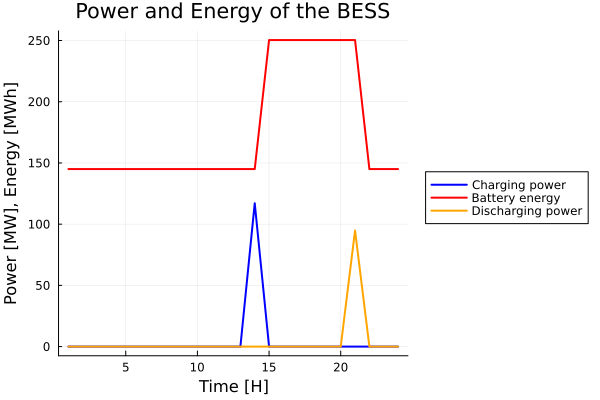 Power and Energy of the BESS
Power [MW], Energy [MWh]
250
200
150
100
50
0
5 10 15 20
Time [H]
Charging power
Battery energy
Discharging power